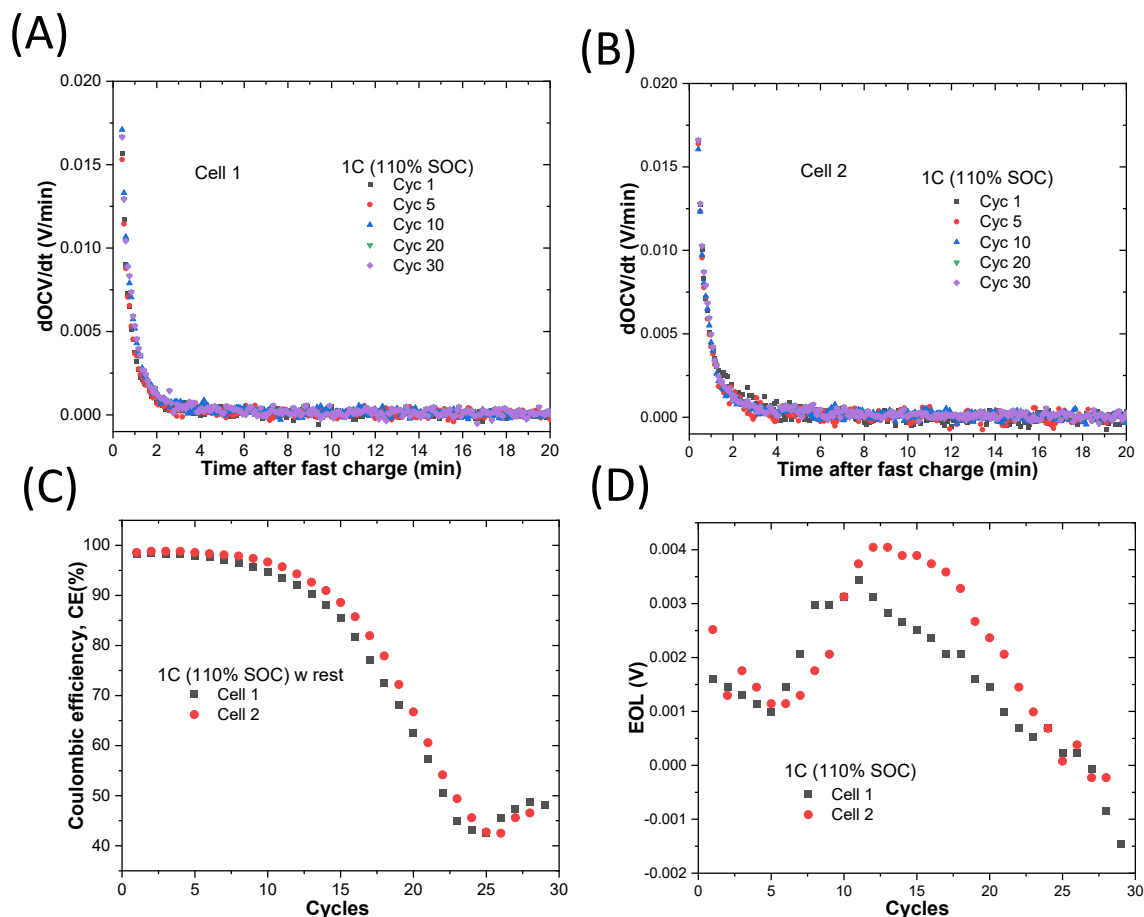 (A)
0.020
0.015
0.010
0.005
0.000
dOCV/dt (V/min)
Cell 1
1C (110% SOC)
Cyc 1
Cyc 5
Cyc 10
Cyc 20
Cyc 30
0 2 4 6 8 10 12 14 16 18 20
Time after fast charge (min)
(B)
0.020
0.015
0.010
0.005
0.000
dOCV/dt (V/min)
Cell 2
1C (110% SOC)
Cyc 1
Cyc 5
Cyc 10
Cyc 20
Cyc 30
0 2 4 6 8 10 12 14 16 18 20
Time after fast charge (min)
(C)
100
90
80
70
60
50
40
Coulombic efficiency, CE(%)
1C (110% SOC) w rest
Cell 1
Cell 2
0 5 10 15 20 25 30
Cycles
(D)
0.004
0.003
0.002
0.001
0.000
-0.001
-0.002
EOL (V)
1C (110% SOC)
Cell 1
Cell 2
0 5 10 15 20 25 30
Cycles